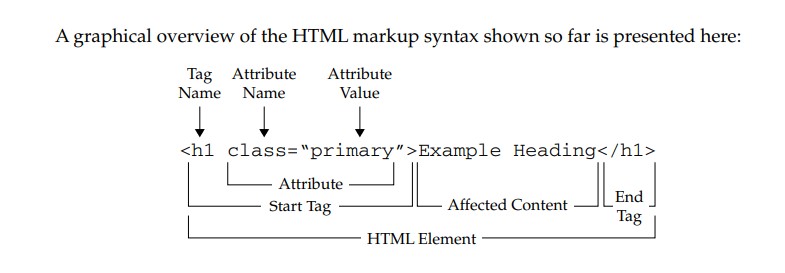 A graphical overview of the HTML markup syntax shown so far is presented here:
Tag Attribute Attribute
Name Name Value
<h1 class=“primary”>Example Heading</h1>
Attribute
Start Tag Affected Content End
Tag
HTML Element